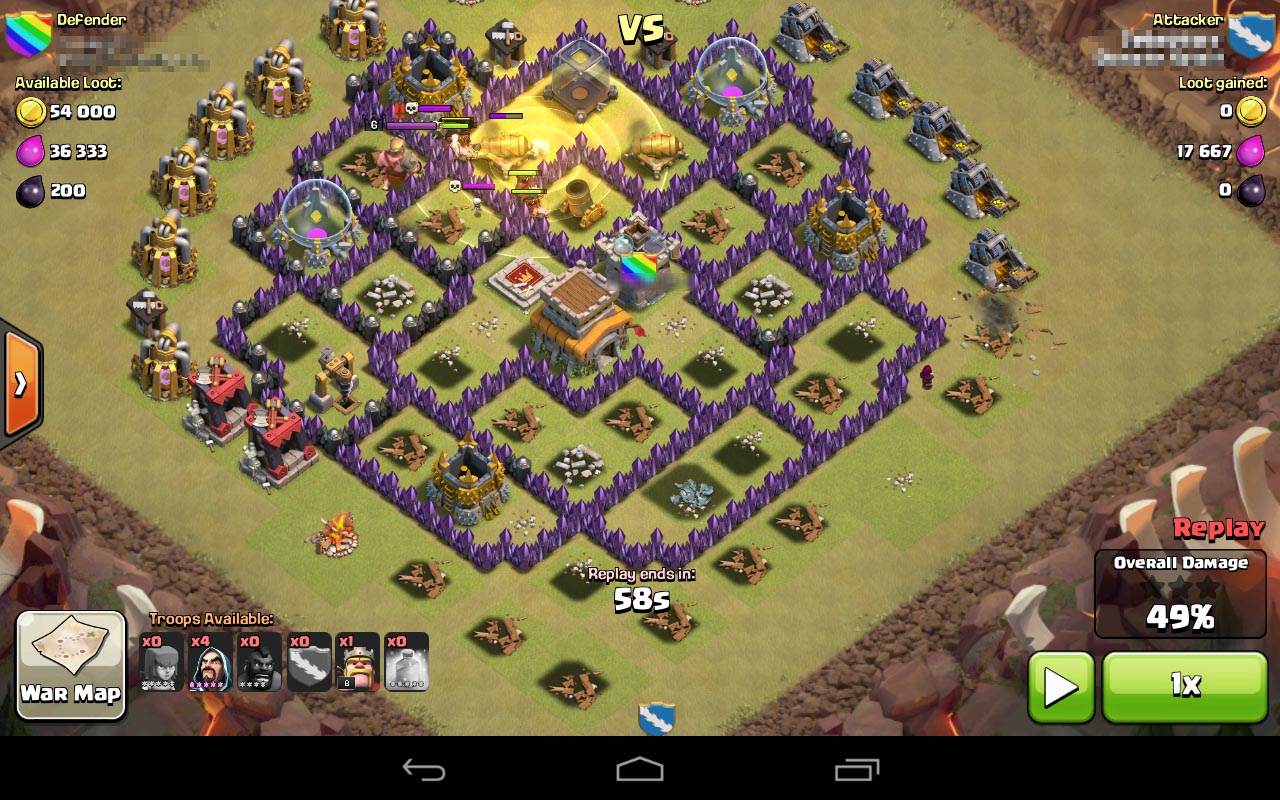 Defender
VS
Attacker
Available Loot:
54 000
36 333
200
Loot gained:
0
17 667
0
6
Replay
Overall Damage
49%
Replay ends in:
58s
Troops Available:
x0
x4
x0
x0
x1
x0
8
War Map
1x